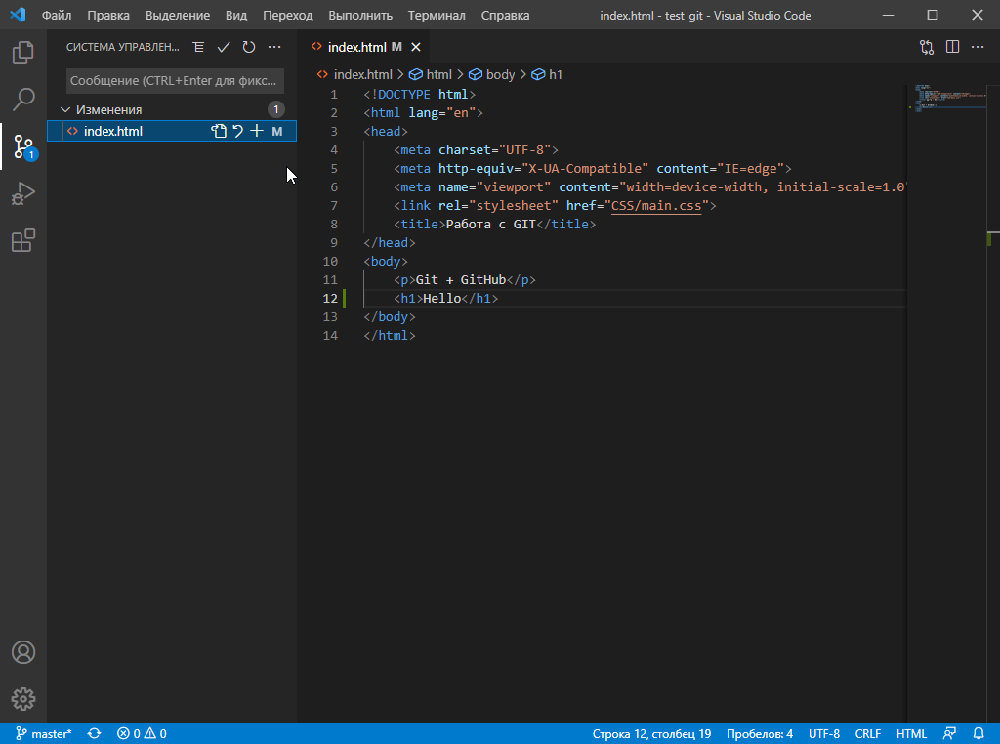 Файл Правка Выделение Вид Переход Выполнить Терминал Справка index.html - test_git - Visual Studio Code
СИСТЕМА УПРАВЛЕН...
index.html M
Сообщение (CTRL+Enter для фикс...
index.html > html > body > h1
Изменения 1
index.html M
1
1 <!DOCTYPE html>
2 <html lang="en">
3 <head>
4 <meta charset="UTF-8">
5 <meta http-equiv="X-UA-Compatible" content="IE=edge">
6 <meta name="viewport" content="width=device-width, initial-scale=1.0"
7 <link rel="stylesheet" href="CSS/main.css">
8 <title>Работа с GIT</title>
9 </head>
10 <body>
11 <p>Git + GitHub</p>
12 <h1>Hello</h1>
13 </body>
14 </html>
master* 0 0 Строка 12, столбец 19 Пробелов: 4 UTF-8 CRLF HTML